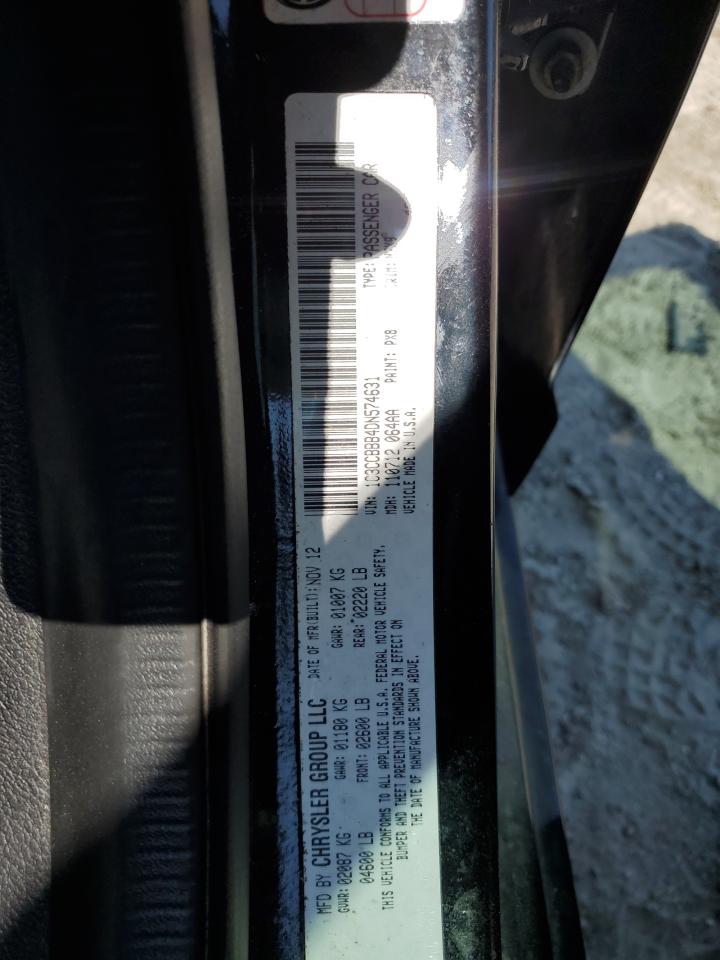 MFD BY CHRYSLER GROUP LLC DATE OF MFR(BUILT): NOV 12
GVWR: 02087 KG GAWR: 01180 KG GAWR: 01007 KG
04600 LB FRONT: 02600 LB REAR: 02220 LB
THIS VEHICLE CONFORMS TO ALL APPLICABLE U.S.A. FEDERAL MOTOR VEHICLE SAFETY,
BUMPER AND THEFT PREVENTION STANDARDS IN EFFECT ON
THE DATE OF MANUFACTURE SHOWN ABOVE.
VIN: 1C3CCBBB4DN574631 TYPE: PASSENGER CAR
MDH: 110712 064AA PAINT: PXB
VEHICLE MADE IN U.S.A.